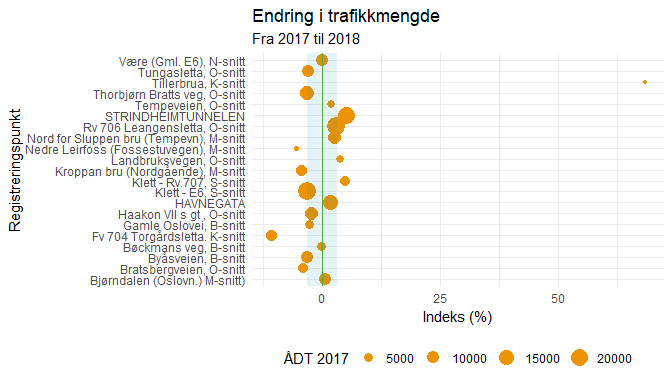 Endring i trafikkmengde
Fra 2017 til 2018
Registreringspunkt
Være (Gml. E6), N-snitt
Tungasletta, O-snitt
Tillerbrua, K-snitt
Thorbjørn Bratts veg, O-snitt
Tempeveien, O-snitt
STRINDHEIMTUNNELEN
Rv 706 Leangensletta, O-snitt
Nord for Sluppen bru (Tempevn), M-snitt
Nedre Leirfoss (Fossestuvegen), M-snitt
Landbruksvegen, O-snitt
Kroppan bru (Nordgående), M-snitt
Klett - Rv.707, S-snitt
Klett - E6, S-snitt
HAVNEGATA
Haakon VII s gt., O-snitt
Gamle Oslovei, B-snitt
Fv 704 Torgårdsletta. K-snitt
Bøckmans veg, B-snitt
Byåsveien, B-snitt
Bratsbergveien, O-snitt
Bjørndalen (Oslovn.) M-snitt)
0 25 50
Indeks (%)
ÅDT 2017 5000 10000 15000 20000